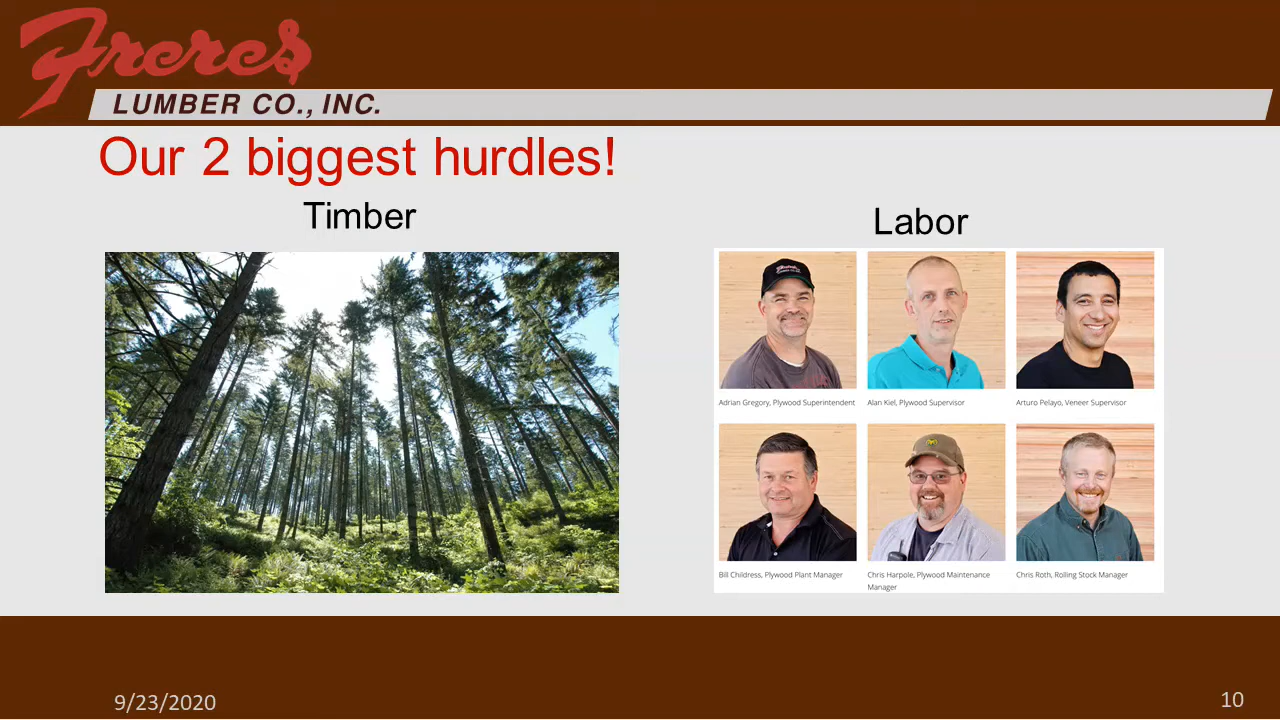 Freres
LUMBER CO., INC.
Our 2 biggest hurdles!
Timber
Labor
Adrian Gregory, Plywood Superintendent
Alan Kiel, Plywood Supervisor
Arturo Pelayo, Veneer Supervisor
Bill Childress, Plywood Plant Manager
Chris Harpole, Plywood Maintenance
Manager
Chris Roth, Rolling Stock Manager
9/23/2020
10